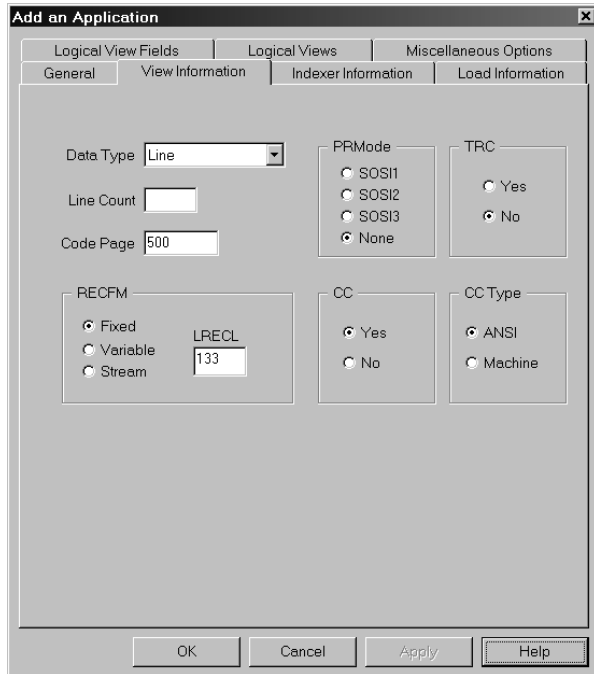 Add an Application
Logical View Fields
Logical Views
Miscellaneous Options
General
View Information
Indexer Information
Load Information
Data Type
Line
Line Count
Code Page
500
PRMode
SOSI1
SOSI2
SOSI3
None
TRC
Yes
No
RECFM
Fixed
Variable
Stream
LRECL
133
CC
Yes
No
CC Type
ANSI
Machine
OK
Cancel
Apply
Help